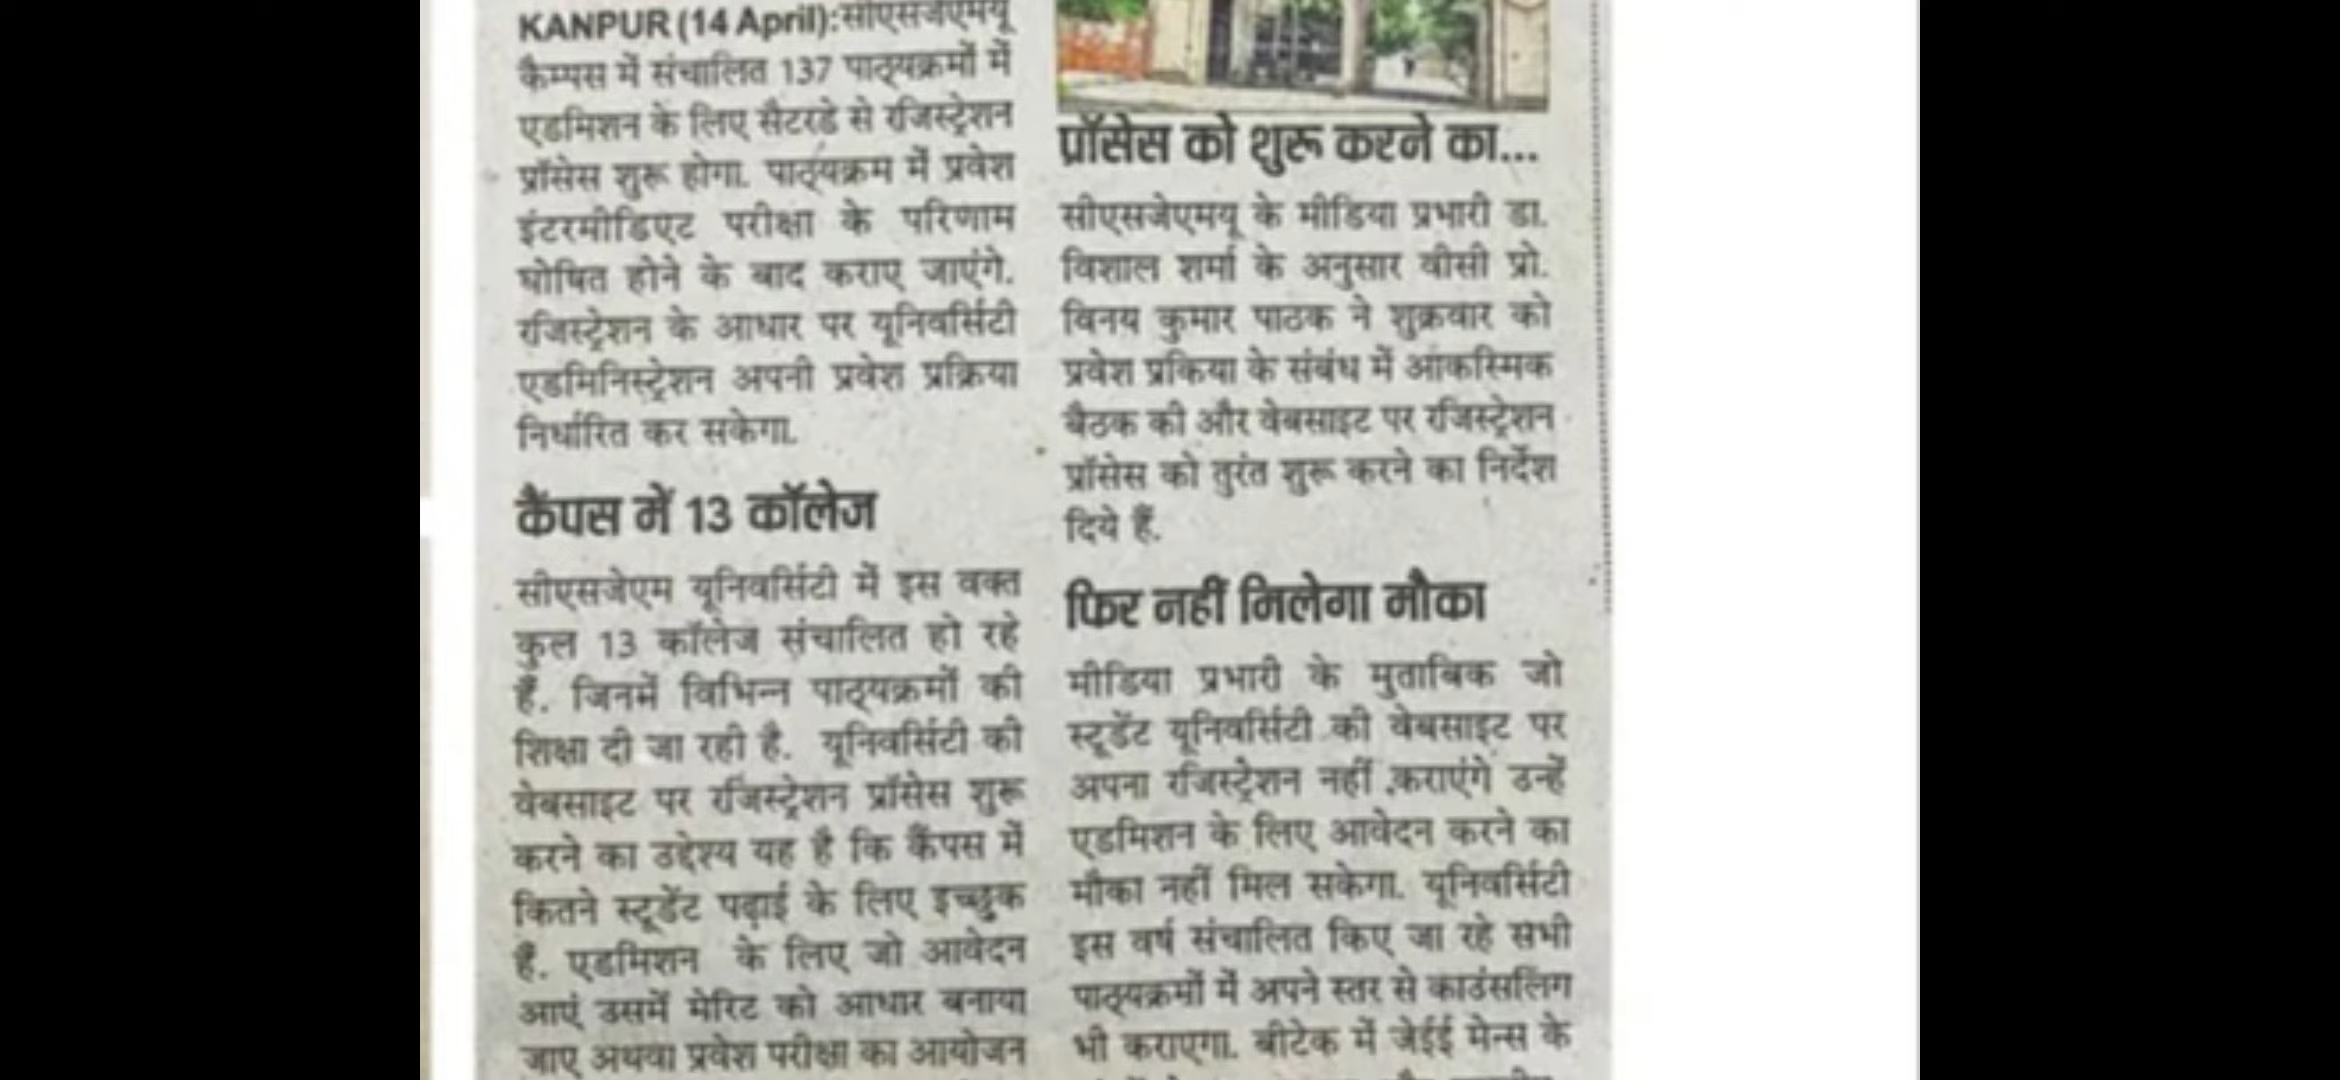 KANPUR (14 April):सीएसजेएमयू
कैम्पस में संचालित 137 पाठ्यक्रमों में
एडमिशन के लिए सैटरडे से रजिस्ट्रेशन
प्रॉसेस शुरू होगा. पाठ्यक्रम में प्रवेश
इंटरमीडिएट परीक्षा के परिणाम
घोषित होने के बाद कराए जाएंगे.
रजिस्ट्रेशन के आधार पर यूनिवर्सिटी
एडमिनिस्ट्रेशन अपनी प्रवेश प्रक्रिया
निर्धारित कर सकेगा.
कैंपस में 13 कॉलेज
सीएसजेएम यूनिवर्सिटी में इस वक्त
कुल 13 कॉलेज संचालित हो रहे
हैं. जिनमें विभिन्न पाठ्यक्रमों की
शिक्षा दी जा रही है. यूनिवर्सिटी की
वेबसाइट पर रजिस्ट्रेशन प्रॉसेस शुरू
करने का उद्देश्य यह है कि कैंपस में
कितने स्टूडेंट पढ़ाई के लिए इच्छुक
हैं. एडमिशन के लिए जो आवेदन
आएं उसमें मेरिट को आधार बनाया
जाए अथवा प्रवेश परीक्षा का आयोजन
प्रॉसेस को शुरू करने का...
सीएसजेएमयू के मीडिया प्रभारी डा.
विशाल शर्मा के अनुसार वीसी प्रो.
विनय कुमार पाठक ने शुक्रवार को
प्रवेश प्रकिया के संबंध में आकस्मिक
बैठक की और वेबसाइट पर रजिस्ट्रेशन
प्रॉसेस को तुरंत शुरू करने का निर्देश
दिये हैं.
फिर नहीं मिलेगा मौका
मीडिया प्रभारी के मुताबिक जो
स्टूडेंट यूनिवर्सिटी की वेबसाइट पर
अपना रजिस्ट्रेशन नहीं कराएंगे उन्हें
एडमिशन के लिए आवेदन करने का
मौका नहीं मिल सकेगा. यूनिवर्सिटी
इस वर्ष संचालित किए जा रहे सभी
पाठ्यक्रमों में अपने स्तर से काउंसलिंग
भी कराएगा. बीटेक में जेईई मेन्स के